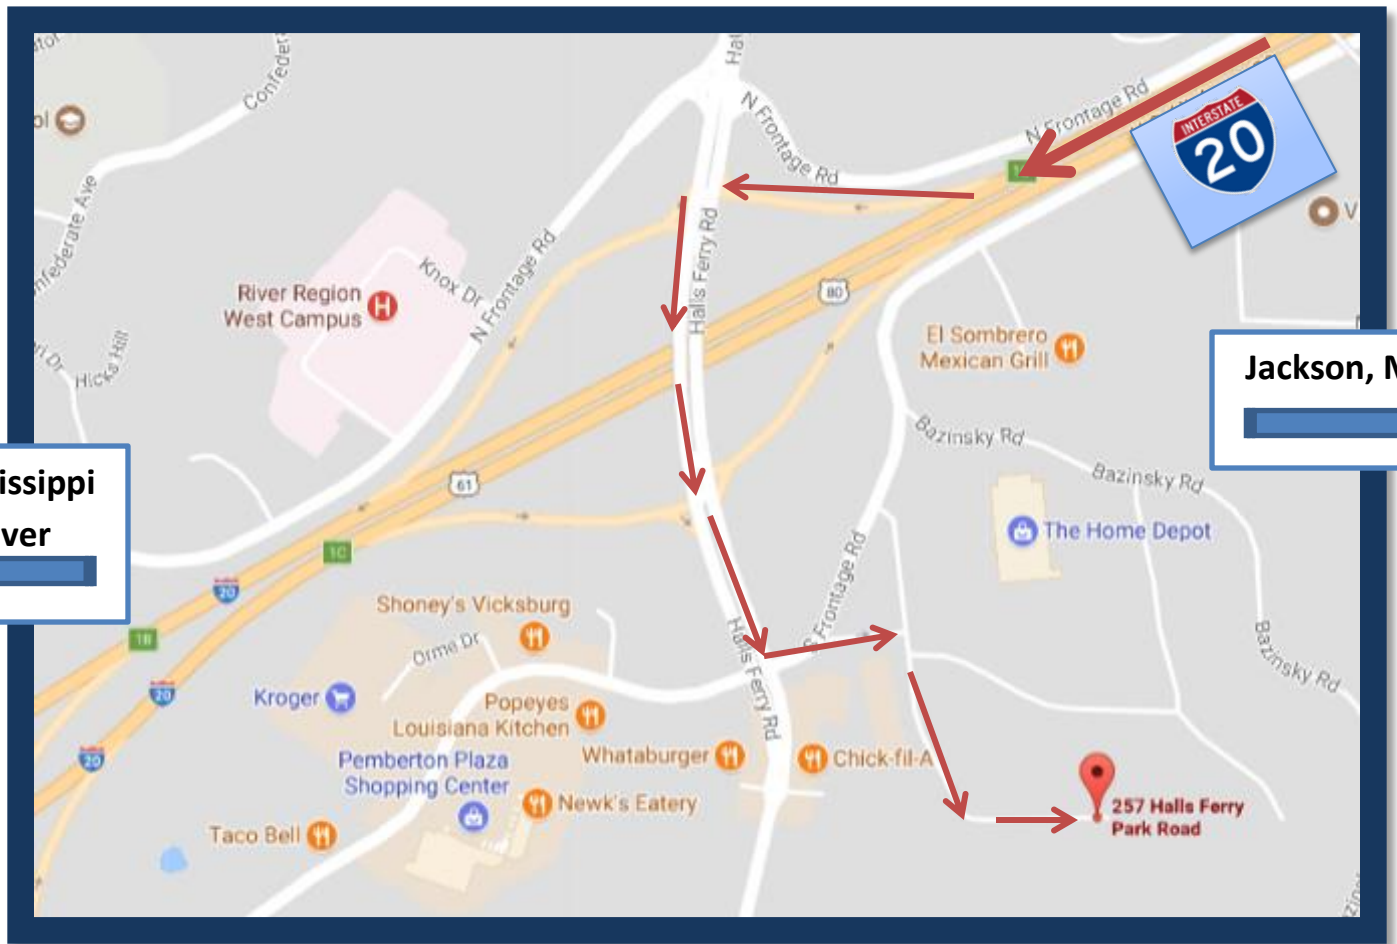 Confeder
N Frontage Rd
N Frontage Rd
INTERSTATE
20
Confederate Ave
N Frontage Rd
Halls Ferry Rd
Knox Dr
River Region
West Campus
80
El Sombrero
Mexican Grill
Jackson, M
Hicks Hill
Bazinsky Rd
Bazinsky Rd
issippi
ver
61
The Home Depot
1C
20
S Frontage Rd
Shoney's Vicksburg
1B
Orme Dr
Halls Ferry Rd
Bazinsky Rd
20
Kroger
Popeyes
Louisiana Kitchen
20
Pemberton Plaza
Shopping Center
Whataburger
Chick-fil-A
Newk's Eatery
257 Halls Ferry
Park Road
Taco Bell